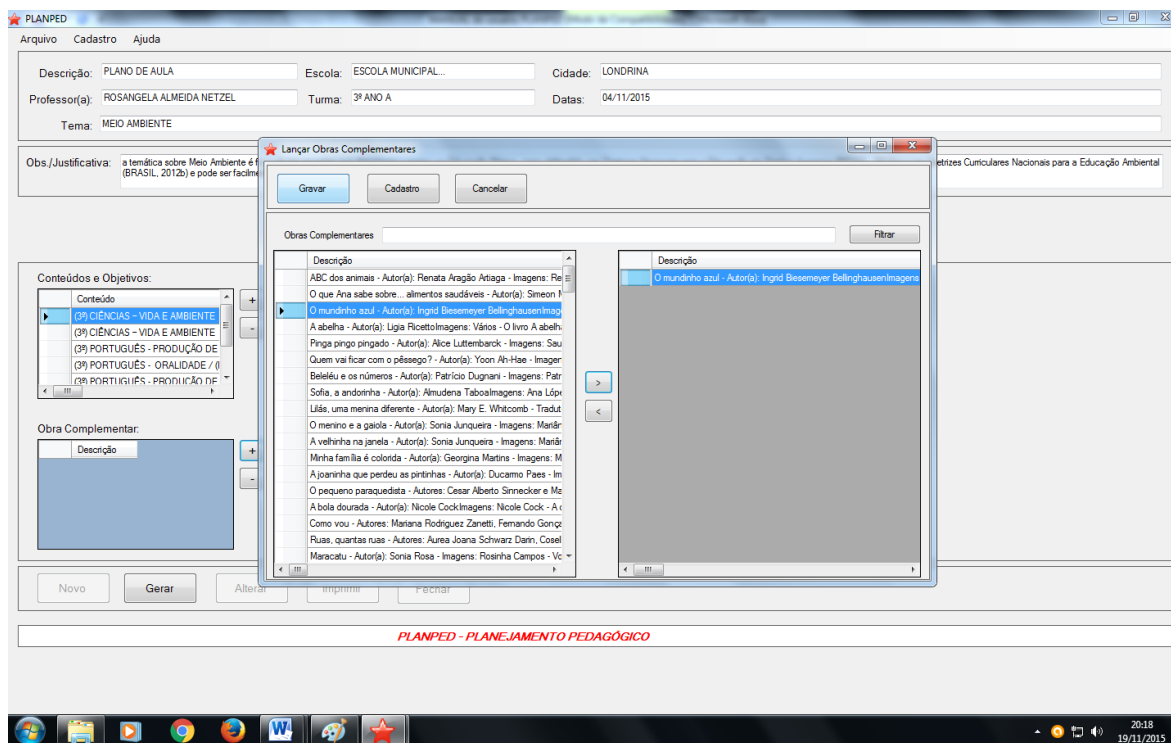 PLANPED
Arquivo Cadastro Ajuda
Descrição: PLANO DE AULA Escola: ESCOLA MUNICIPAL... Cidade: LONDRINA
Professor(a): ROSANGELA ALMEIDA NETZEL Turma: 3º ANO A Datas: 04/11/2015
Tema: MEIO AMBIENTE
Obs./Justificativa: a temática sobre Meio Ambiente é f
etrizes Curriculares Nacionais para a Educação Ambiental
(BRASIL, 2012b) e pode ser facilme
Conteúdos e Objetivos:
Conteúdo
(3º) CIÊNCIAS – VIDA E AMBIENTE
(3º) CIÊNCIAS – VIDA E AMBIENTE
(3º) PORTUGUÊS - PRODUÇÃO DE
(3º) PORTUGUÊS - ORALIDADE / (
(3º) PORTUGUÊS - PRODUÇÃO DE
+
-
Obra Complementar:
Descrição
+
-
Lançar Obras Complementares
Gravar Cadastro Cancelar
Obras Complementares Filtrar
Descrição
ABC dos animais - Autor(a): Renata Aragão Artiaga - Imagens: Re
O que Ana sabe sobre... alimentos saudáveis - Autor(a): Simeon
O mundinho azul - Autor(a): Ingrid Biesemeyer BellinghausenImag
A abelha - Autor(a): Ligia RicettoImagens: Vários - O livro A abelh
Pinga pingo pingado - Autor(a): Alice Luttembarck - Imagens: Sau
Quem vai ficar com o pêssego? - Autor(a): Yoon Ah-Hae - Imager
Beleléu e os números - Autor(a): Patrício Dugnani - Imagens: Patr
Sofia, a andorinha - Autor(a): Almudena TaboaImagens: Ana Lópe
Lilás, uma menina diferente - Autor(a): Mary E. Whitcomb - Tradut
O menino e a gaiola - Autor(a): Sonia Junqueira - Imagens: Mariâr
A velhinha na janela - Autor(a): Sonia Junqueira - Imagens: Mariâr
Minha família é colorida - Autor(a): Georgina Martins - Imagens: M
A joaninha que perdeu as pintinhas - Autor(a): Ducarmo Paes - Im
O pequeno paraquedista - Autores: Cesar Alberto Sinnecker e Ma
A bola dourada - Autor(a): Nicole CockImagens: Nicole Cock - A
Como vou - Autores: Mariana Rodriguez Zanetti, Fernando Gonça
Ruas, quantas ruas - Autores: Aurea Joana Schwarz Darin, Cosel
Maracatu - Autor(a): Sonia Rosa - Imagens: Rosinha Campos - Vc
>
<
Descrição
O mundinho azul - Autor(a): Ingrid Biesemeyer BellinghausenImagens
Novo Gerar Alterar Imprimir Fechar
PLANPED - PLANEJAMENTO PEDAGÓGICO
20:18
19/11/2015